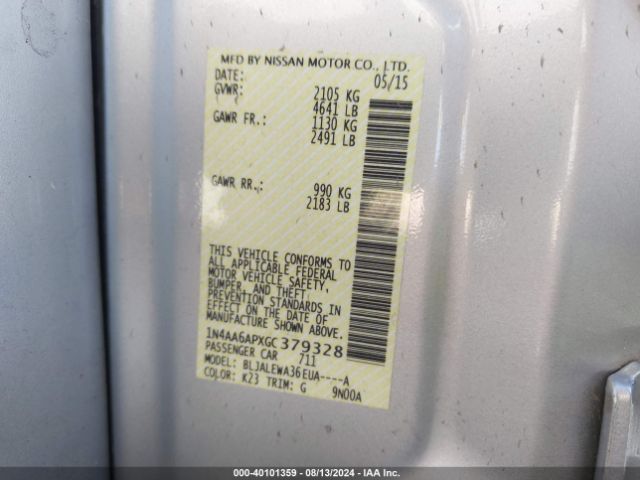 MFD BY NISSAN MOTOR CO., LTD.
DATE: 05/15
GVWR: 2105 KG
4641 LB
GAWR FR.: 1130 KG
2491 LB
GAWR RR.: 990 KG
2183 LB
THIS VEHICLE CONFORMS TO
ALL APPLICABLE FEDERAL
MOTOR VEHICLE SAFETY,
BUMPER, AND THEFT
PREVENTION STANDARDS IN
EFFECT ON THE DATE OF
MANUFACTURE SHOWN ABOVE.
1N4AA6APXGC379328
PASSENGER CAR 711
MODEL: BLJALEWA36EUA----A
COLOR: K23 TRIM: G 9N00A
000-40101359 - 08/13/2024 - IAA Inc.